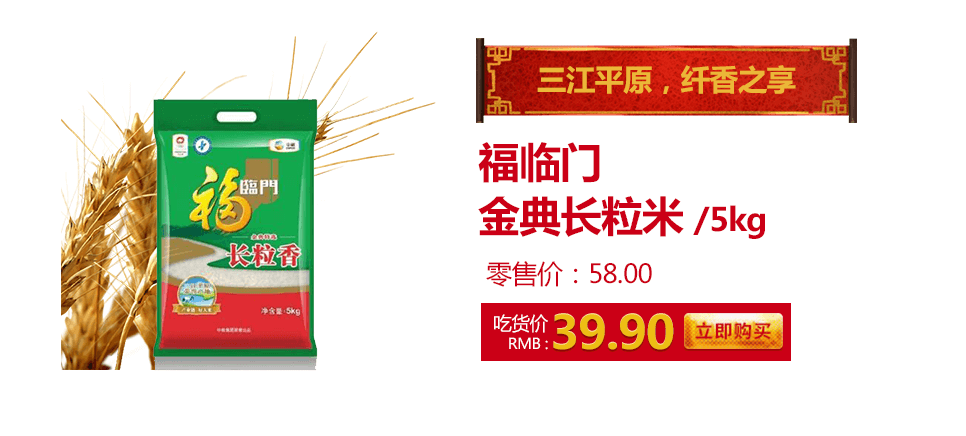 三江平原，纤香之享
福临门
金典长粒米 /5kg
零售价：58.00
吃货价
RMB : 39.90
立即购买
福
臨門
长粒香
净含量：5kg